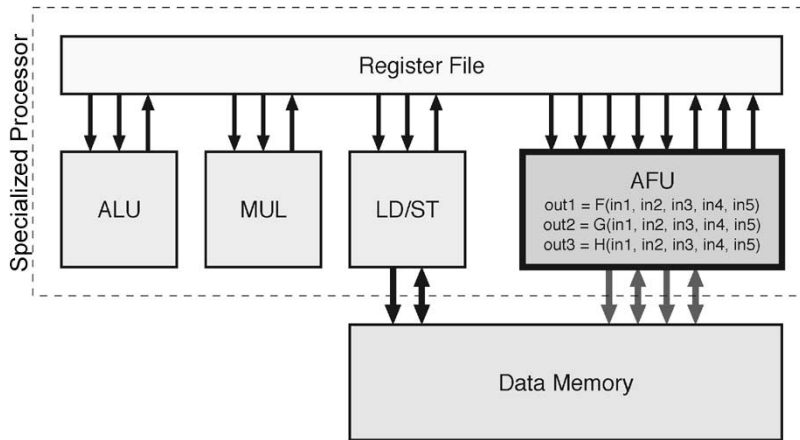 Specialized Processor
Register File
ALU
MUL
LD/ST
AFU
out1 = F(in1, in2, in3, in4, in5)
out2 = G(in1, in2, in3, in4, in5)
out3 = H(in1, in2, in3, in4, in5)
Data Memory